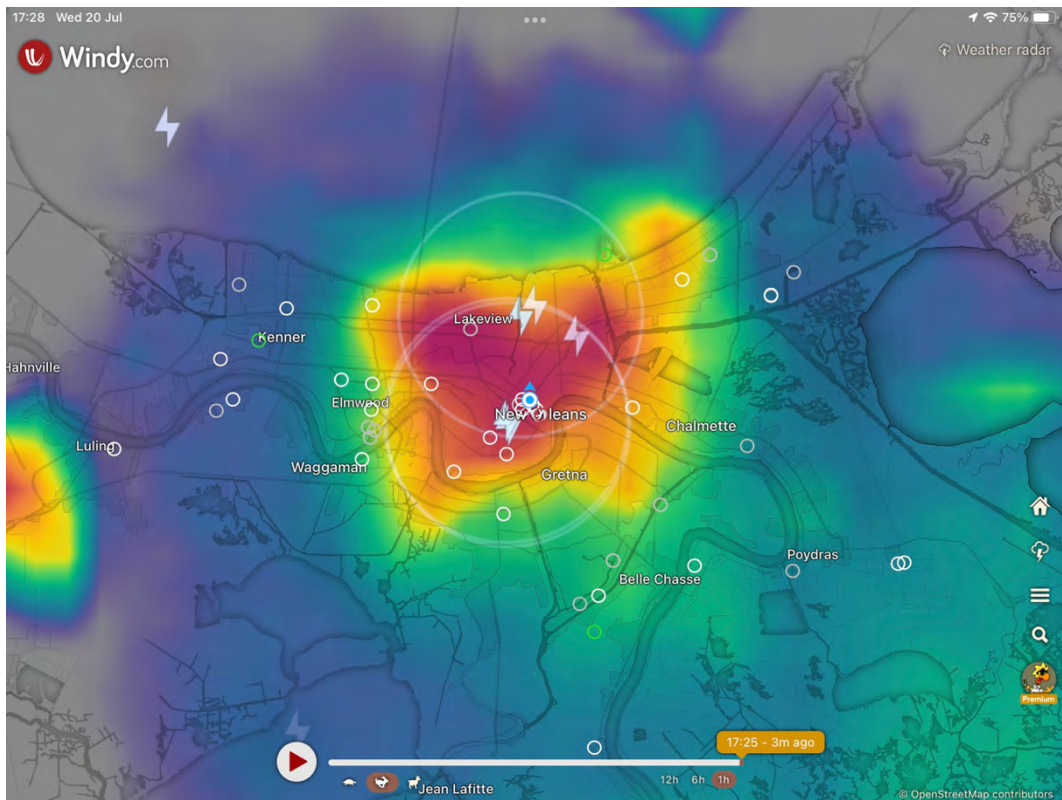 17:28 Wed 20 Jul
75%
Windy.com
Weather radar
Lakeview
Kenner
Hahnville
Elmwood
New Orleans
Chalmette
Luling
Waggaman
Gretna
Poydras
Belle Chasse
Premium
17:25 - 3m ago
12h 6h 1h
Jean Lafitte
© OpenStreetMap contributors